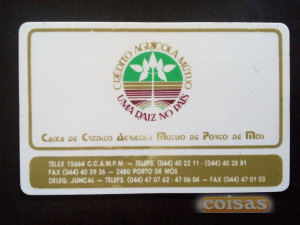 CRÉDITO AGRÍCOLA MÚTUO
UMA RAIZ NO PAÍS
CAIXA DE CRÉDITO AGRÍCOLA MÚTUO DE PORTO DE MÓS
TELEX 15664 C.C.A.M.P.M. — TELEFS. (044) 40 22 11 - (044) 40 26 81
FAX (044) 40 39 36 — 2480 PORTO DE MÓS
DELEG. JUNCAL — TELEFS. (044) 47 07 62 - 47 06 04 — FAX (044) 47 01 03
coisas